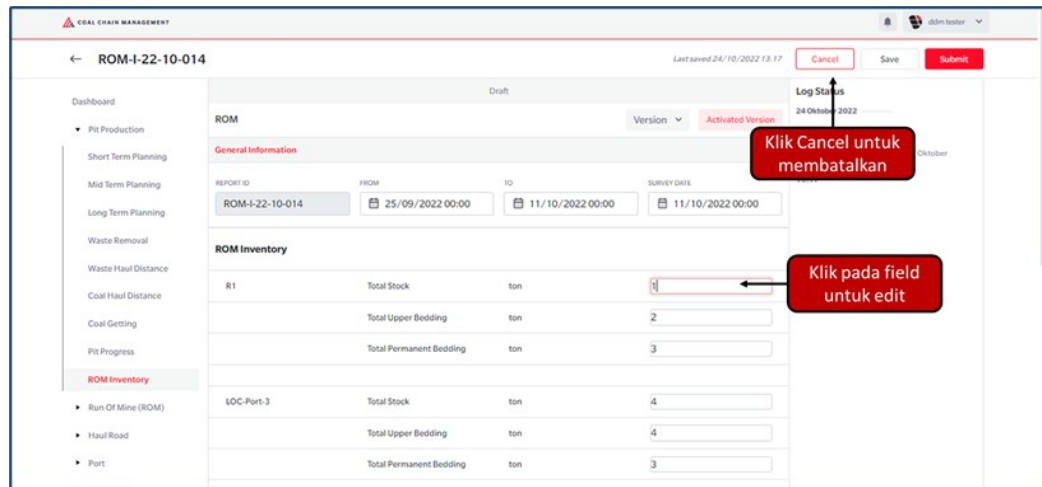 COAL CHAIN MANAGEMENT
ddm tester
ROM-I-22-10-014
Last saved 24/10/2022 13.17
Cancel
Save
Submit
Dashboard
Pit Production
Short Term Planning
Mid Term Planning
Long Term Planning
Waste Removal
Waste Haul Distance
Coal Haul Distance
Coal Getting
Pit Progress
ROM Inventory
Run Of Mine (ROM)
Haul Road
Port
Draft
ROM
Version
Activated Version
General Information
REPORT ID
FROM
TO
SURVEY DATE
ROM-I-22-10-014
25/09/2022 00:00
11/10/2022 00:00
11/10/2022 00:00
ROM Inventory
R1 Total Stock ton 1
Total Upper Bedding ton 2
Total Permanent Bedding ton 3
LOC-Port-3 Total Stock ton 4
Total Upper Bedding ton 4
Total Permanent Bedding ton 3
Log Status
24 Oktober 2022
Oktober
Klik Cancel untuk
membatalkan
Klik pada field
untuk edit